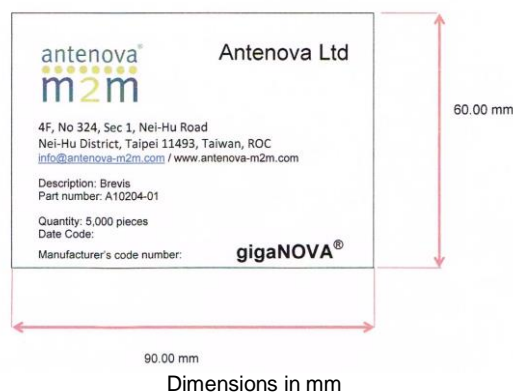 antenova®
m2m
Antenova Ltd
4F, No 324, Sec 1, Nei-Hu Road
Nei-Hu District, Taipei 11493, Taiwan, ROC
info@antenova-m2m.com / www.antenova-m2m.com
Description: Brevis
Part number: A10204-01
Quantity: 5,000 pieces
Date Code:
Manufacturer's code number:
gigaNOVA®
60.00 mm
90.00 mm
Dimensions in mm